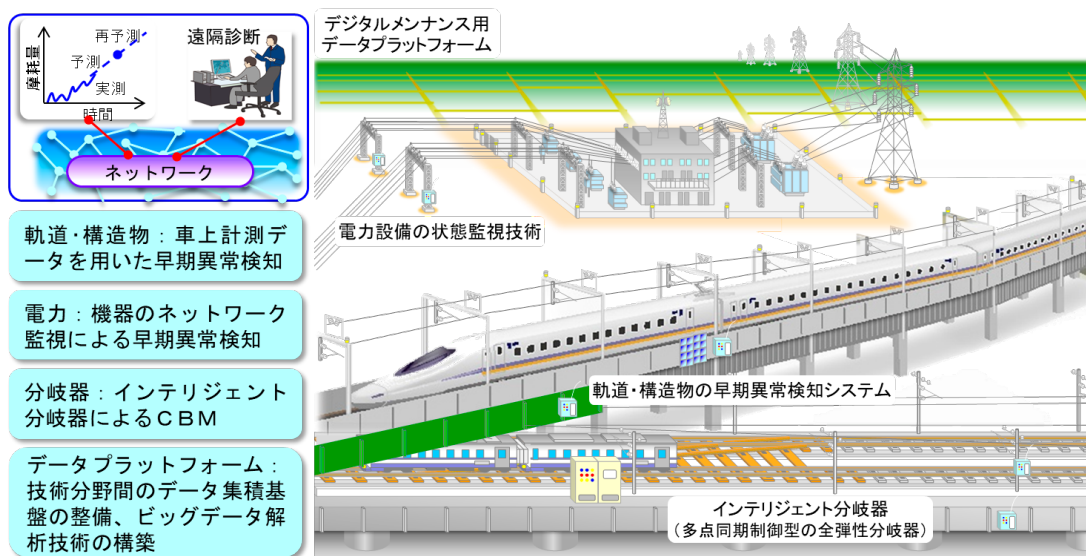 摩耗量
再予測
予測
実測
時間
遠隔診断
ネットワーク
軌道・構造物：車上計測デ
ータを用いた早期異常検知
電力：機器のネットワーク
監視による早期異常検知
分岐器：インテリジェント
分岐器によるＣＢＭ
データプラットフォーム：
技術分野間のデータ集積基
盤の整備、ビッグデータ解
析技術の構築
デジタルメンナンス用
データプラットフォーム
電力設備の状態監視技術
軌道・構造物の早期異常検知システム
インテリジェント分岐器
（多点同期制御型の全弾性分岐器）